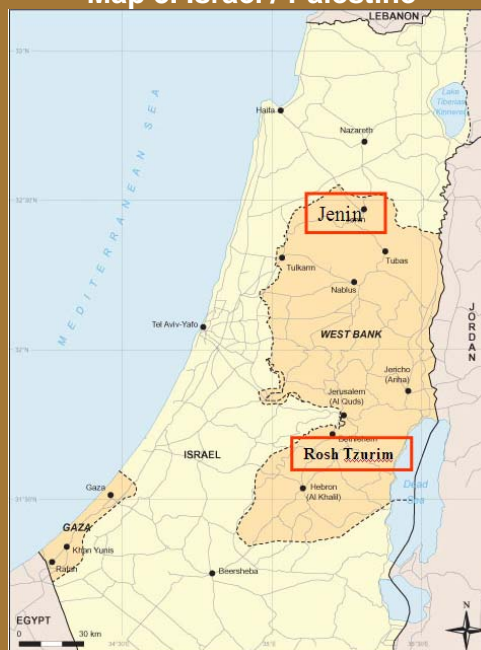 Map of Israel / Palestine
LEBANON
Haifa
Lake
Tiberias
Nazareth
MEDITERRANEAN SEA
Jenin
Tulkarm
Tubas
Nablus
Tel Aviv-Yafo
WEST BANK
JORDAN
Jericho
(Ariha)
Jerusalem
(Al Quds)
Bethlehem
ISRAEL
Rosh Tzurim
Gaza
Hebron
(Al Khalil)
Dead
Sea
GAZA
Khan Yunis
Rafah
Beersheba
EGYPT
0 30 km
N